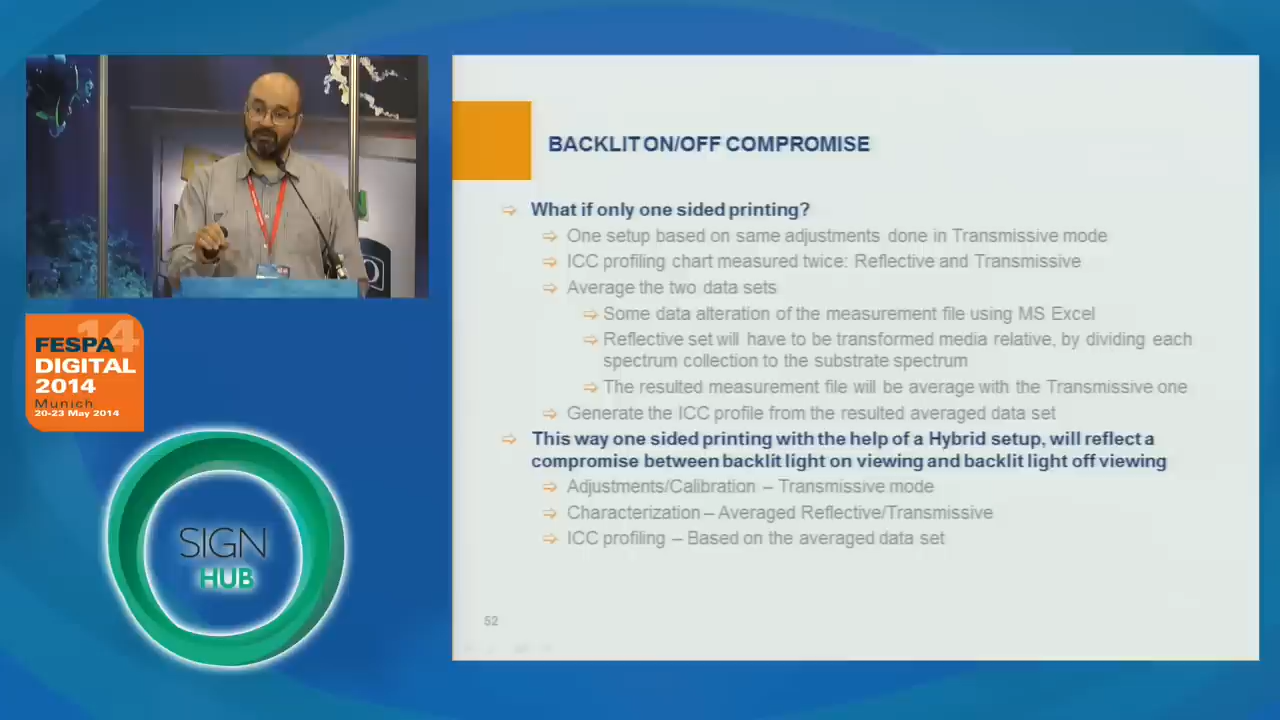 BACKLIT ON/OFF COMPROMISE
What if only one sided printing?
One setup based on same adjustments done in Transmissive mode
ICC profiling chart measured twice: Reflective and Transmissive
Average the two data sets
Some data alteration of the measurement file using MS Excel
Reflective set will have to be transformed media relative, by dividing each
spectrum collection to the substrate spectrum
The resulted measurement file will be average with the Transmissive one
Generate the ICC profile from the resulted averaged data set
This way one sided printing with the help of a Hybrid setup, will reflect a
compromise between backlit light on viewing and backlit light off viewing
Adjustments/Calibration – Transmissive mode
Characterization – Averaged Reflective/Transmissive
ICC profiling – Based on the averaged data set
52
14
FESPA
DIGITAL
2014
Munich
20-23 May 2014
SIGN
HUB